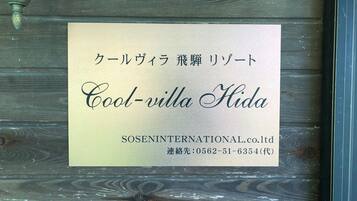 クールヴィラ 飛騨 リゾート
Cool-villa Hida
SOSENINTERNATIONAL.co.ltd
連絡先：0562-51-6354(代)